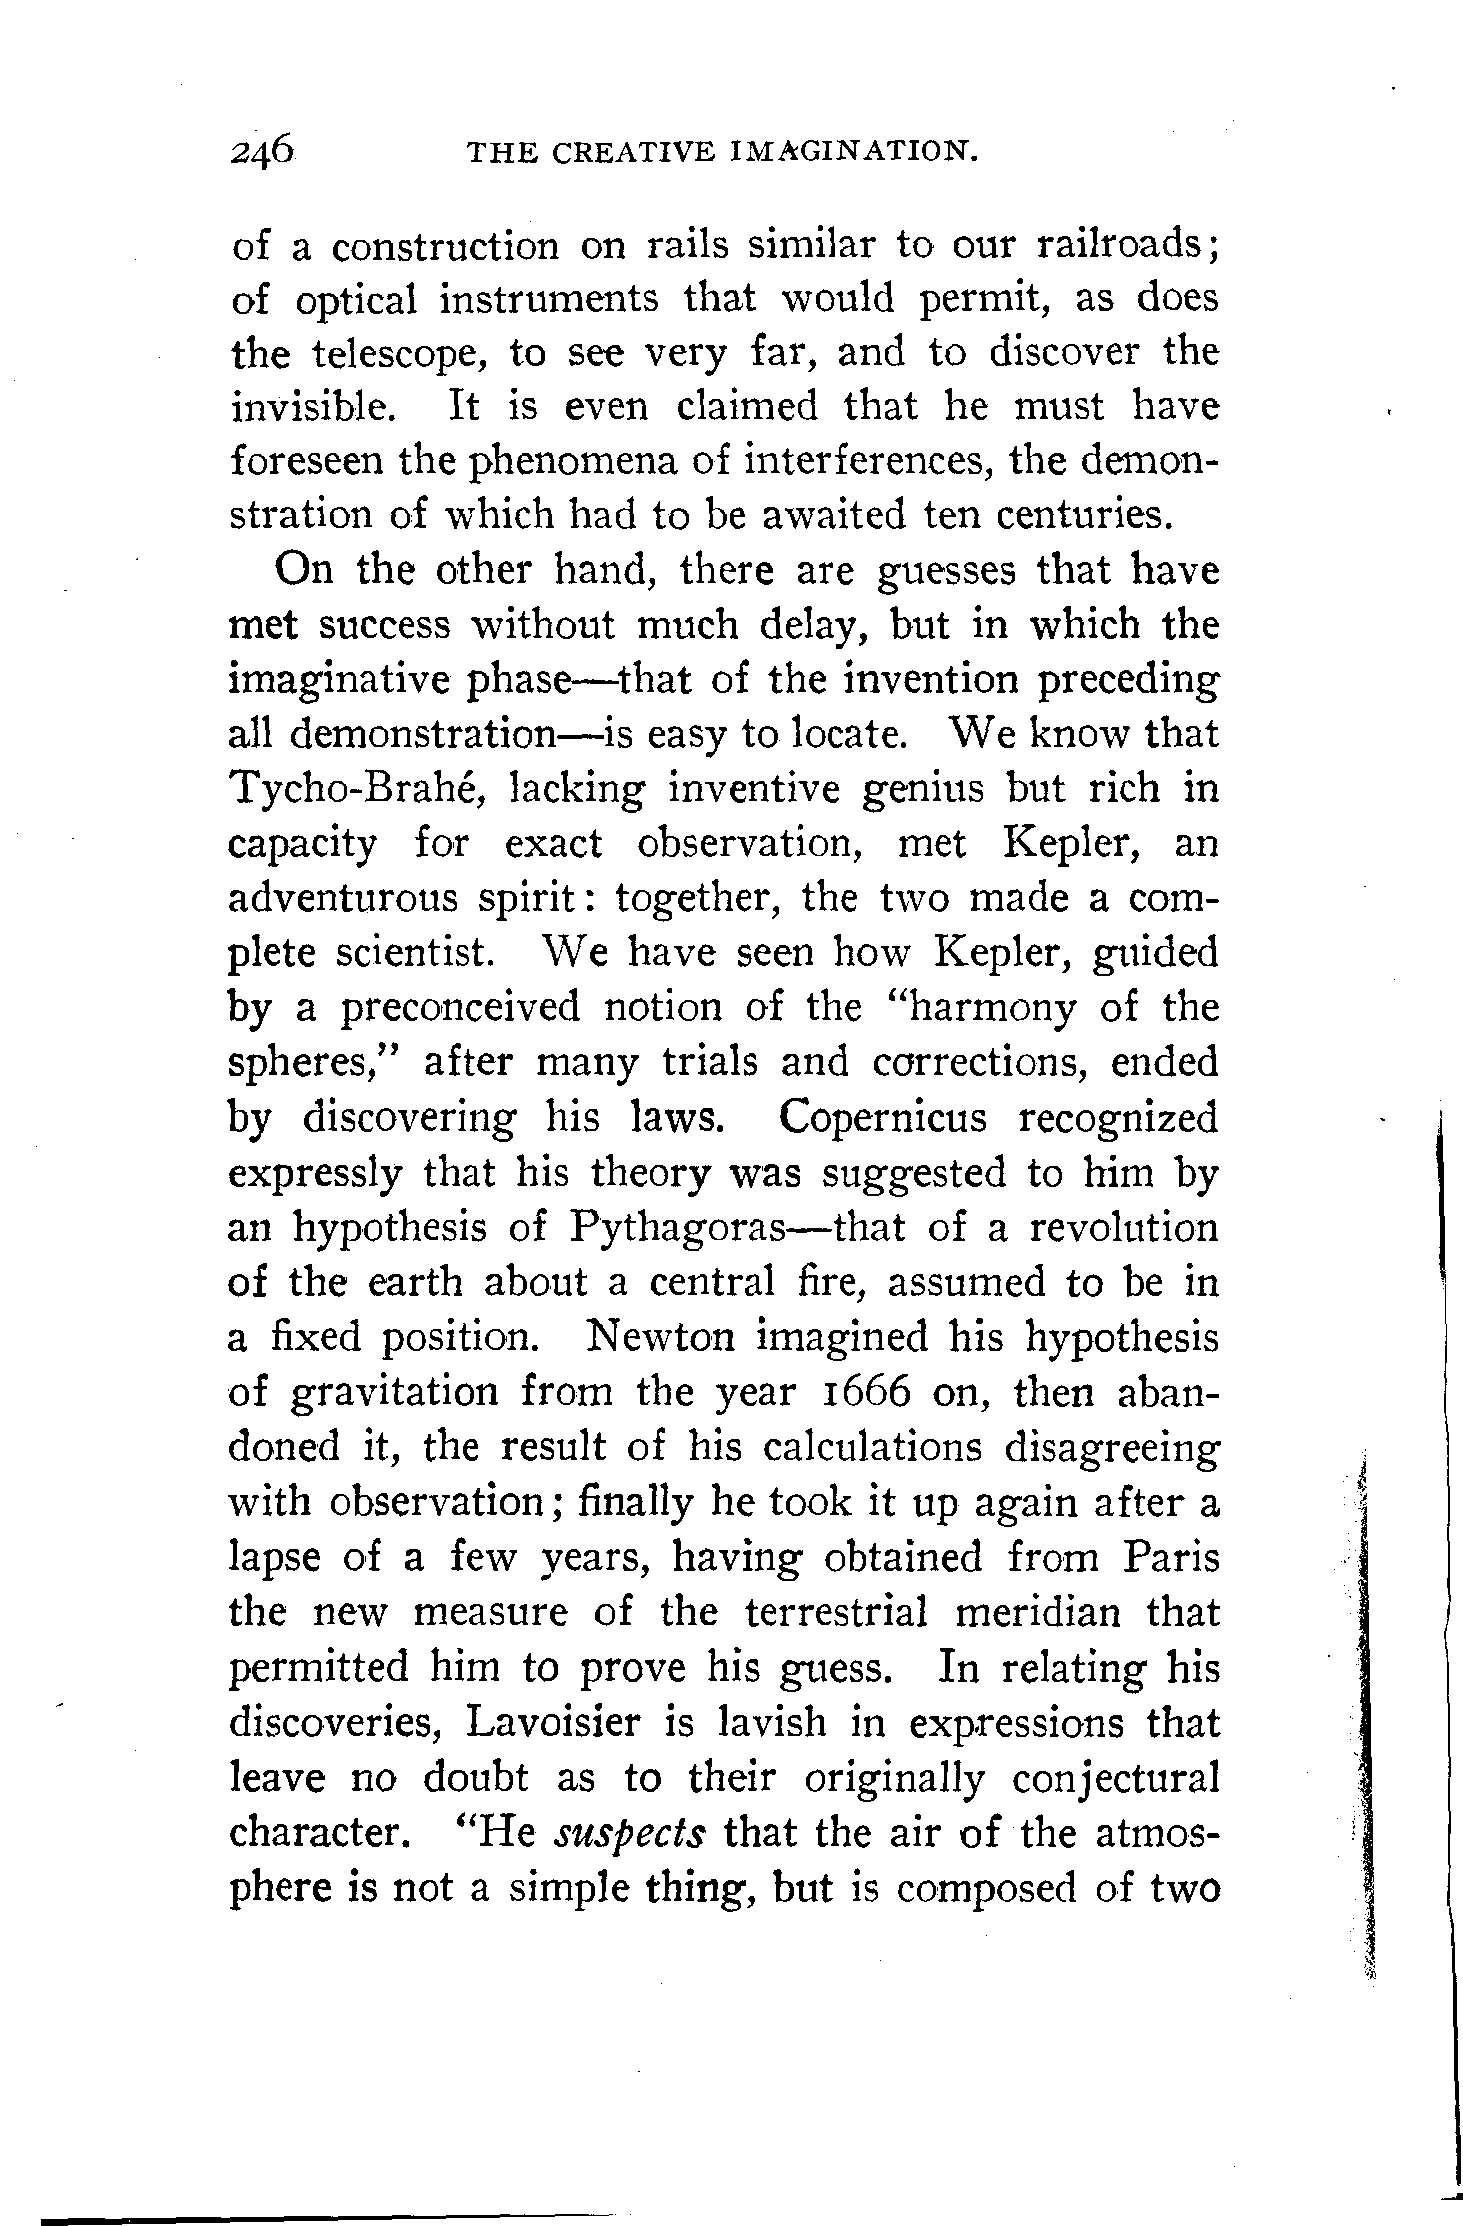 246 THE CREATIVE IMAGINATION.
of a construction on rails similar to our railroads;
of optical instruments that would permit, as does
the telescope, to see very far, and to discover the
invisible. It is even claimed that he must have
foreseen the phenomena of interferences, the demon-
stration of which had to be awaited ten centuries.
On the other hand, there are guesses that have
met success without much delay, but in which the
imaginative phase—that of the invention preceding
all demonstration—is easy to locate. We know that
Tycho-Brahé, lacking inventive genius but rich in
capacity for exact observation, met Kepler, an
adventurous spirit: together, the two made a com-
plete scientist. We have seen how Kepler, guided
by a preconceived notion of the “harmony of the
spheres,” after many trials and corrections, ended
by discovering his laws. Copernicus recognized
expressly that his theory was suggested to him by
an hypothesis of Pythagoras—that of a revolution
of the earth about a central fire, assumed to be in
a fixed position. Newton imagined his hypothesis
of gravitation from the year 1666 on, then aban-
doned it, the result of his calculations disagreeing
with observation; finally he took it up again after a
lapse of a few years, having obtained from Paris
the new measure of the terrestrial meridian that
permitted him to prove his guess. In relating his
discoveries, Lavoisier is lavish in expressions that
leave no doubt as to their originally conjectural
character. “He suspects that the air of the atmos-
phere is not a simple thing, but is composed of two